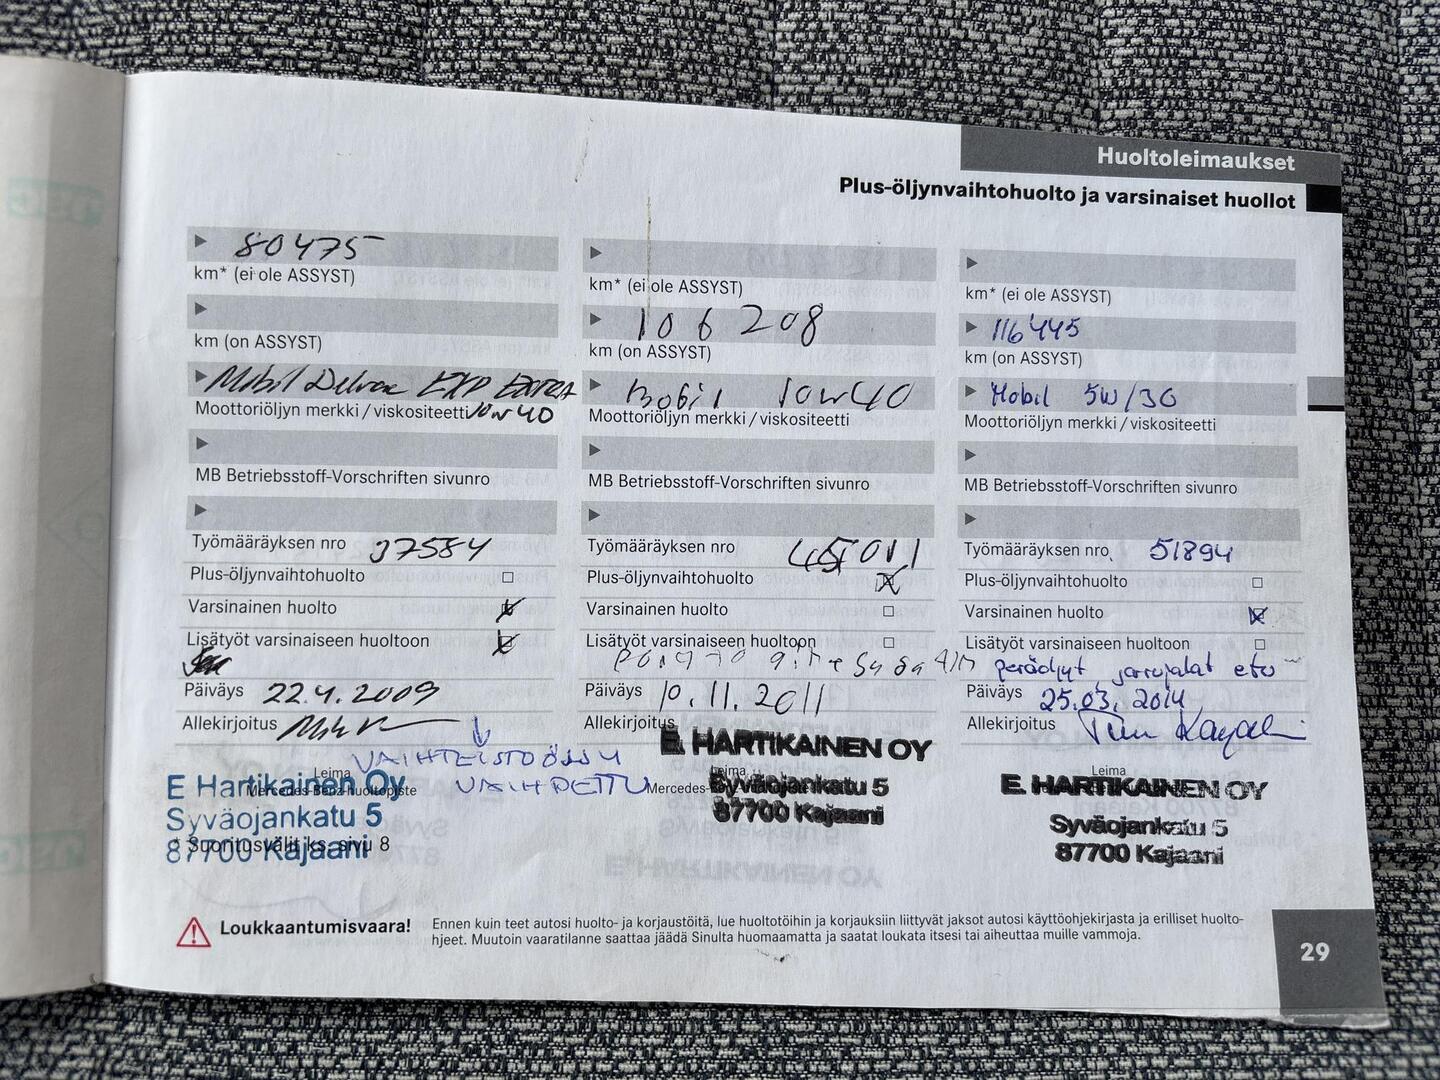 Huoltoleimaukset
Plus-öljynvaihtohuolto ja varsinaiset huollot
80475
km* (ei ole ASSYST)
km (on ASSYST)
Mobil Delvac EXP Extra
Moottoriöljyn merkki / viskositeetti 10W40
MB Betriebsstoff-Vorschriften sivunro
Työmääräyksen nro 37584
Plus-öljynvaihtohuolto
Varsinainen huolto
Lisätyöt varsinaiseen huoltoon
Päiväys 22.4.2009
Allekirjoitus
VAIHTEISTOÖLJY
VAIHDETTU
Leima
Mercedes-Benz-huoltopiste
E Hartikainen Oy
Syväojankatu 5
87700 Kajaani
* Suoritusvälit ks. sivu 8
km* (ei ole ASSYST)
106 208
km (on ASSYST)
Mobil 10W40
Moottoriöljyn merkki / viskositeetti
MB Betriebsstoff-Vorschriften sivunro
Työmääräyksen nro
Plus-öljynvaihtohuolto
Varsinainen huolto
Lisätyöt varsinaiseen huoltoon
Päiväys 10.11.2011
Allekirjoitus
Leima
E. HARTIKAINEN OY
Syväojankatu 5
87700 Kajaani
km* (ei ole ASSYST)
116445
km (on ASSYST)
Mobil 5W/30
Moottoriöljyn merkki / viskositeetti
MB Betriebsstoff-Vorschriften sivunro
Työmääräyksen nro 51894
Plus-öljynvaihtohuolto
Varsinainen huolto
Lisätyöt varsinaiseen huoltoon
peräöljyt, jarrupalat etu
Päiväys 25.03.2014
Allekirjoitus
Leima
E. HARTIKAINEN OY
Syväojankatu 5
87700 Kajaani
Loukkaantumisvaara!
Ennen kuin teet autosi huolto- ja korjaustöitä, lue huoltotöihin ja korjauksiin liittyvät jaksot autosi käyttöohjekirjasta ja erilliset huolto-
hjeet. Muutoin vaaratilanne saattaa jäädä Sinulta huomaamatta ja saatat loukata itsesi tai aiheuttaa muille vammoja.
29